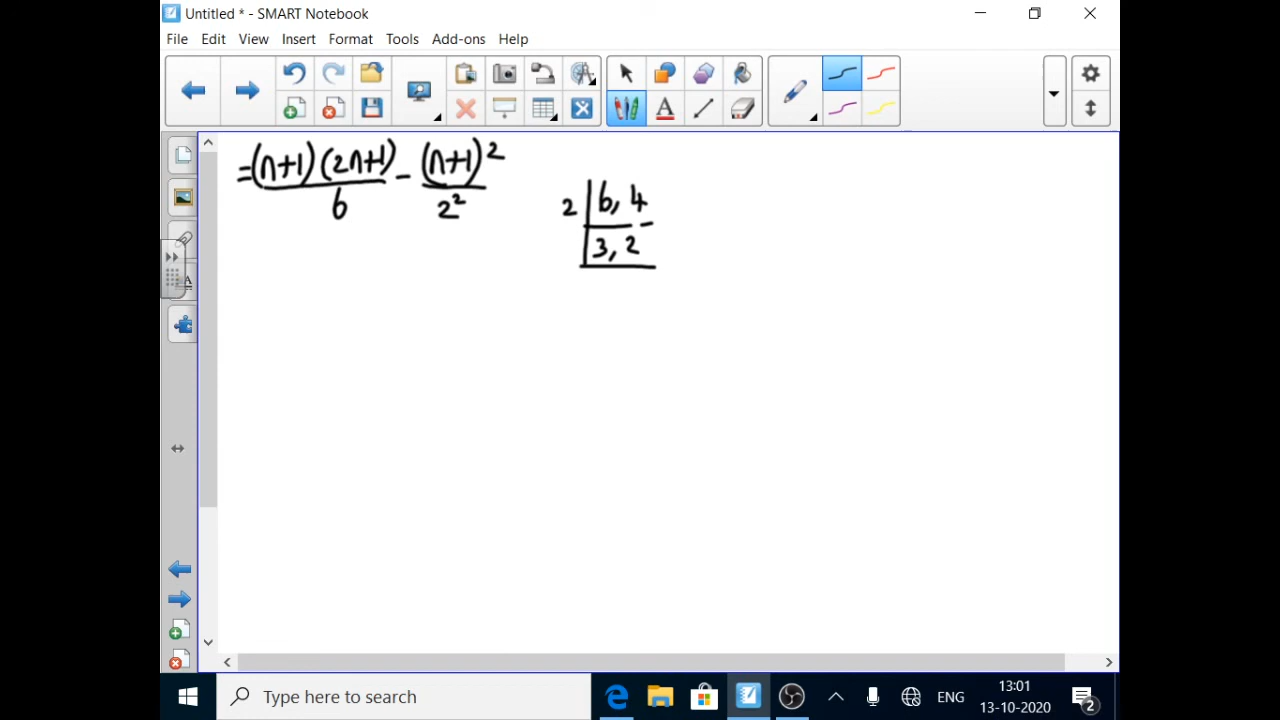 Untitled * - SMART Notebook
File Edit View Insert Format Tools Add-ons Help
=(n+1)(2n+1)/6 - (n+1)²/2²
2 | 6, 4
3, 2
Type here to search
ENG
13:01
13-10-2020
2